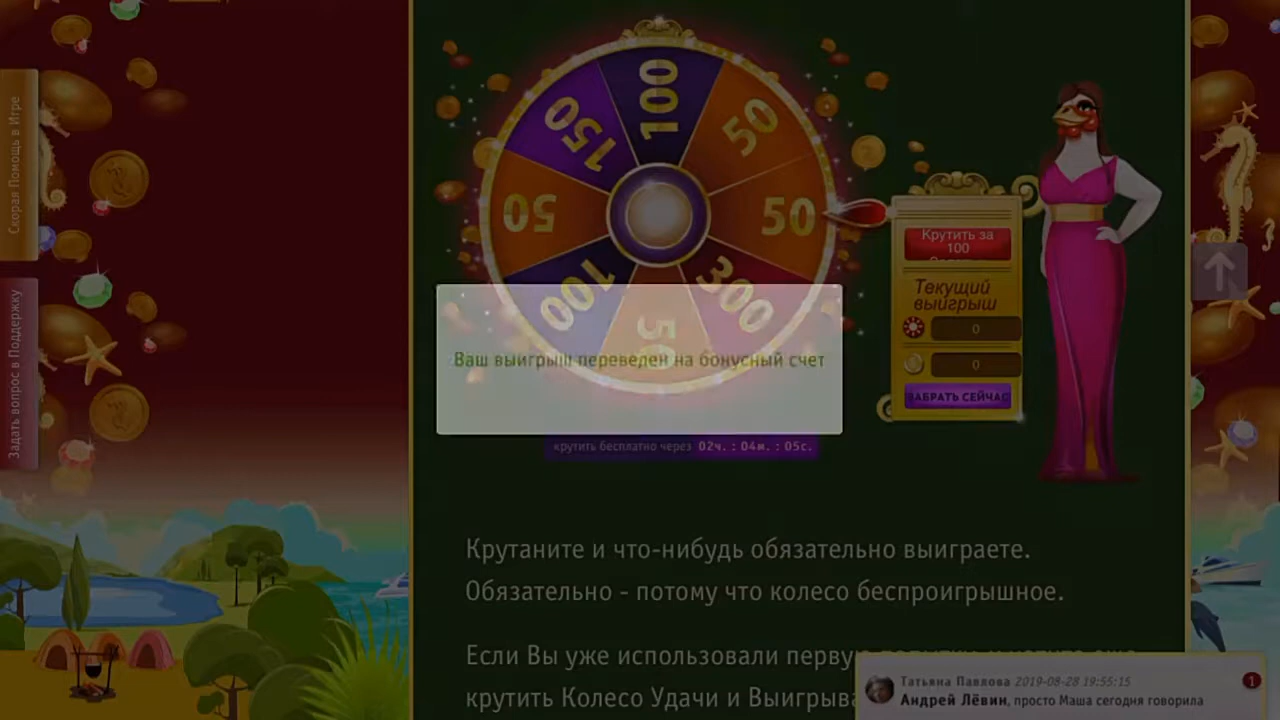 Скорая Помощь в Игре
Задать вопрос в Поддержку
100
50
50
300
50
100
50
150
Крутить за
100
Текущий
выигрыш
0
0
ЗАБРАТЬ СЕЙЧАС
Ваш выигрыш переведен на бонусный счет
крутить бесплатно через 02ч. : 04м. : 05с.
Крутаните и что-нибудь обязательно выиграете.
Обязательно - потому что колесо беспроигрышное.
Если Вы уже использовали первую
крутить Колесо Удачи и Выигрыва
Татьяна Павлова 2019-08-28 19:55:15
1
Андрей Лёвин, просто Маша сегодня говорила